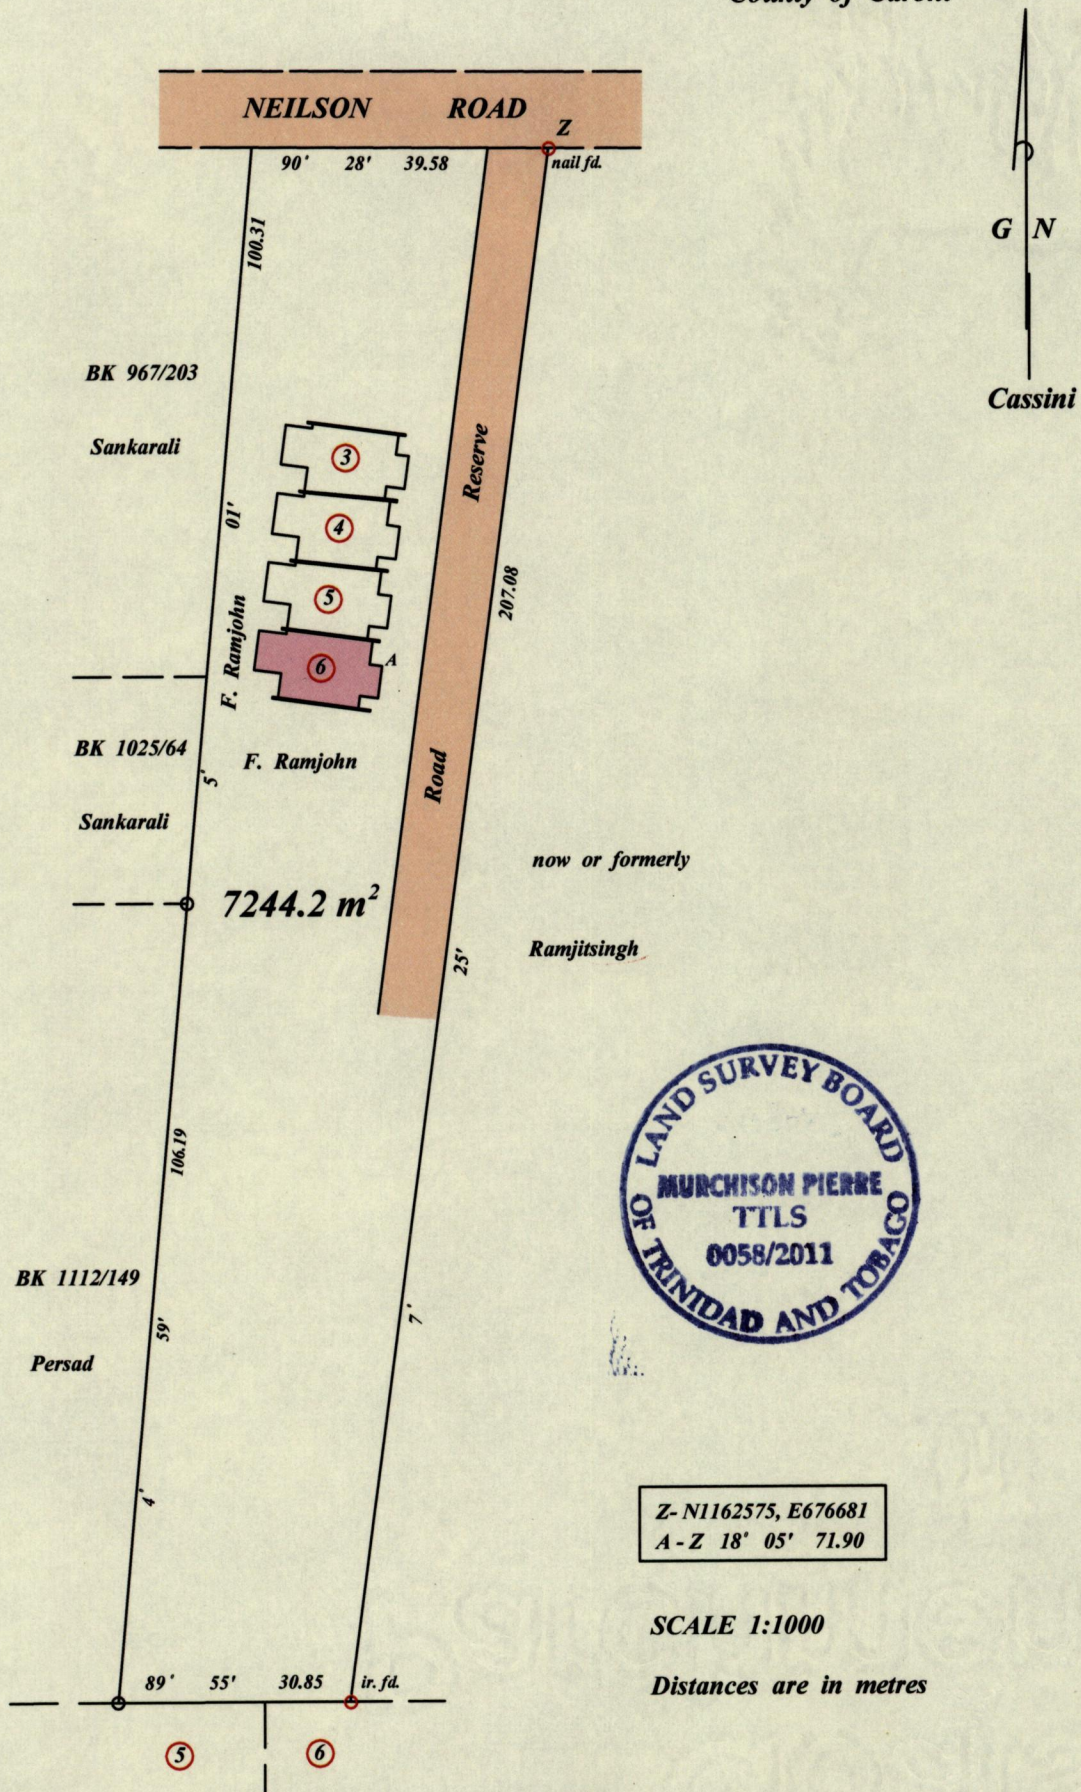 NEILSON ROAD
Z
90° 28' 39.58
nail fd.
100.31
G N
Cassini
BK 967/203
Sankarali
3
Reserve
01'
4
207.08
5
F. Ramjohn
6
A
BK 1025/64
F. Ramjohn
5°
Road
Sankarali
now or formerly
7244.2 m²
Ramjitsingh
25'
LAND SURVEY BOARD
OF TRINIDAD AND TOBAGO
MURCHISON PIERRE
TTLS
0058/2011
106.19
BK 1112/149
59'
7°
Persad
4°
Z- N1162575, E676681
A - Z 18° 05' 71.90
SCALE 1:1000
Distances are in metres
89° 55' 30.85
ir. fd.
5
6